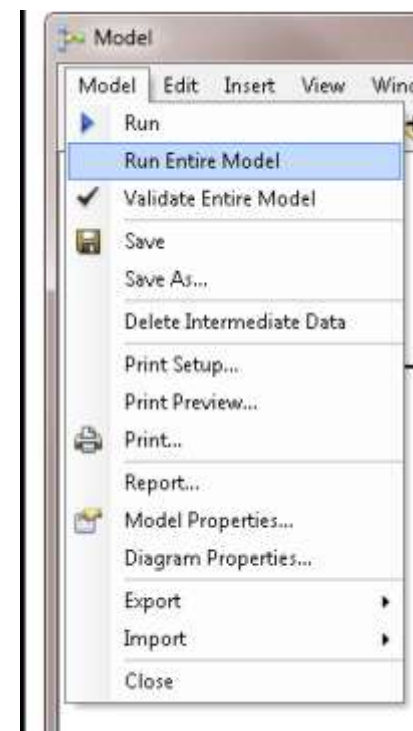 Model
Model Edit Insert View
Run
Run Entire Model
Validate Entire Model
Save
Save As...
Delete Intermediate Data
Print Setup...
Print Preview...
Print...
Report...
Model Properties...
Diagram Properties...
Export
Import
Close